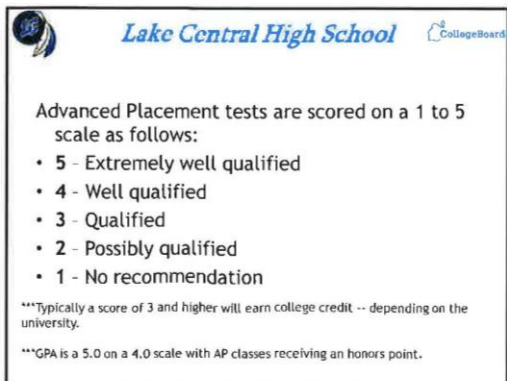 Lake Central High School
CollegeBoard
Advanced Placement tests are scored on a 1 to 5
scale as follows:
• 5 - Extremely well qualified
• 4 - Well qualified
• 3 - Qualified
• 2 - Possibly qualified
• 1 - No recommendation
***Typically a score of 3 and higher will earn college credit -- depending on the
university.
***GPA is a 5.0 on a 4.0 scale with AP classes receiving an honors point.